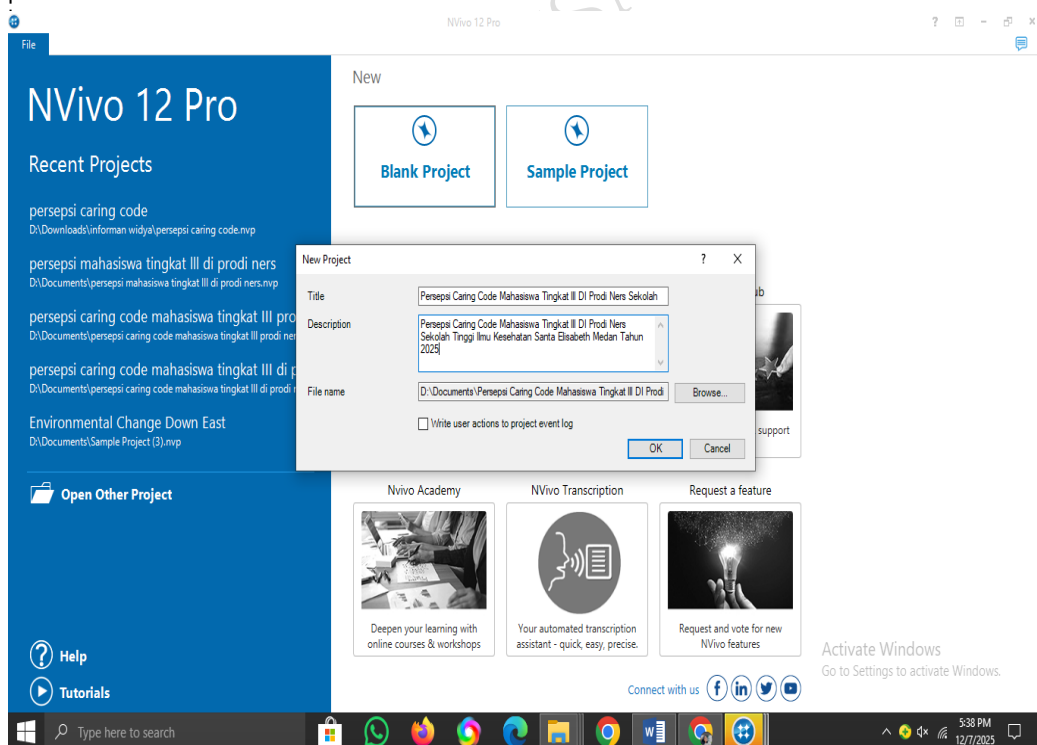 NVivo 12 Pro
File
NVivo 12 Pro
Recent Projects
persepsi caring code
D:\Downloads\informan widya\persepsi caring code.nvp
persepsi mahasiswa tingkat III di prodi ners
D:\Documents\persepsi mahasiswa tingkat III di prodi ners.nvp
persepsi caring code mahasiswa tingkat III pro
D:\Documents\persepsi caring code mahasiswa tingkat III prodi ner
persepsi caring code mahasiswa tingkat III di p
D:\Documents\persepsi caring code mahasiswa tingkat III di prodi
Environmental Change Down East
D:\Documents\Sample Project (3).nvp
Open Other Project
Help
Tutorials
New
Blank Project
Sample Project
New Project
Title
Persepsi Caring Code Mahasiswa Tingkat III DI Prodi Ners Sekolah
Description
Persepsi Caring Code Mahasiswa Tingkat III DI Prodi Ners
Sekolah Tinggi Ilmu Kesehatan Santa Elisabeth Medan Tahun
2025
File name
D:\Documents\Persepsi Caring Code Mahasiswa Tingkat III DI Prodi
Browse...
Write user actions to project event log
OK
Cancel
ub
support
Nvivo Academy
NVivo Transcription
Request a feature
Deepen your learning with
online courses & workshops
Your automated transcription
assistant - quick, easy, precise.
Request and vote for new
NVivo features
Connect with us
Activate Windows
Go to Settings to activate Windows.
Type here to search
5:38 PM
12/7/2025